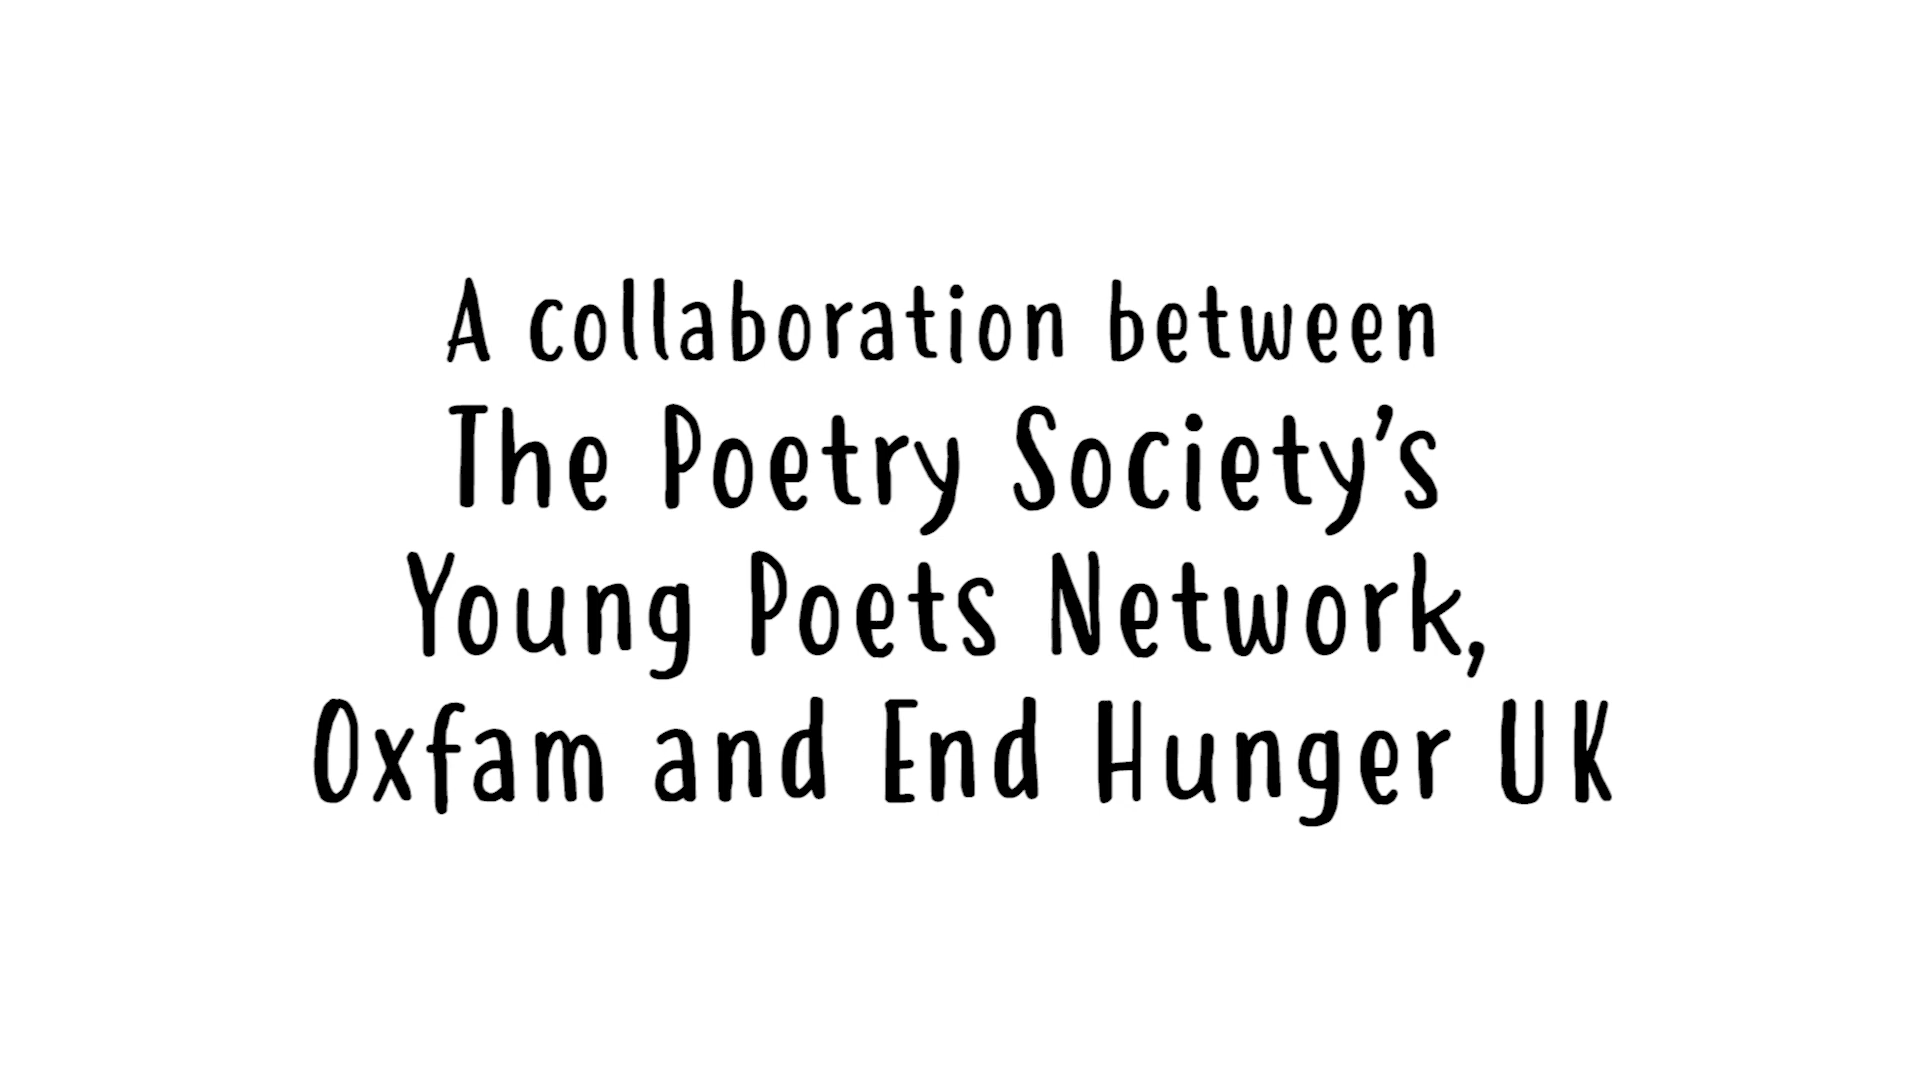 A collaboration between
The Poetry Society’s
Young Poets Network,
Oxfam and End Hunger UK